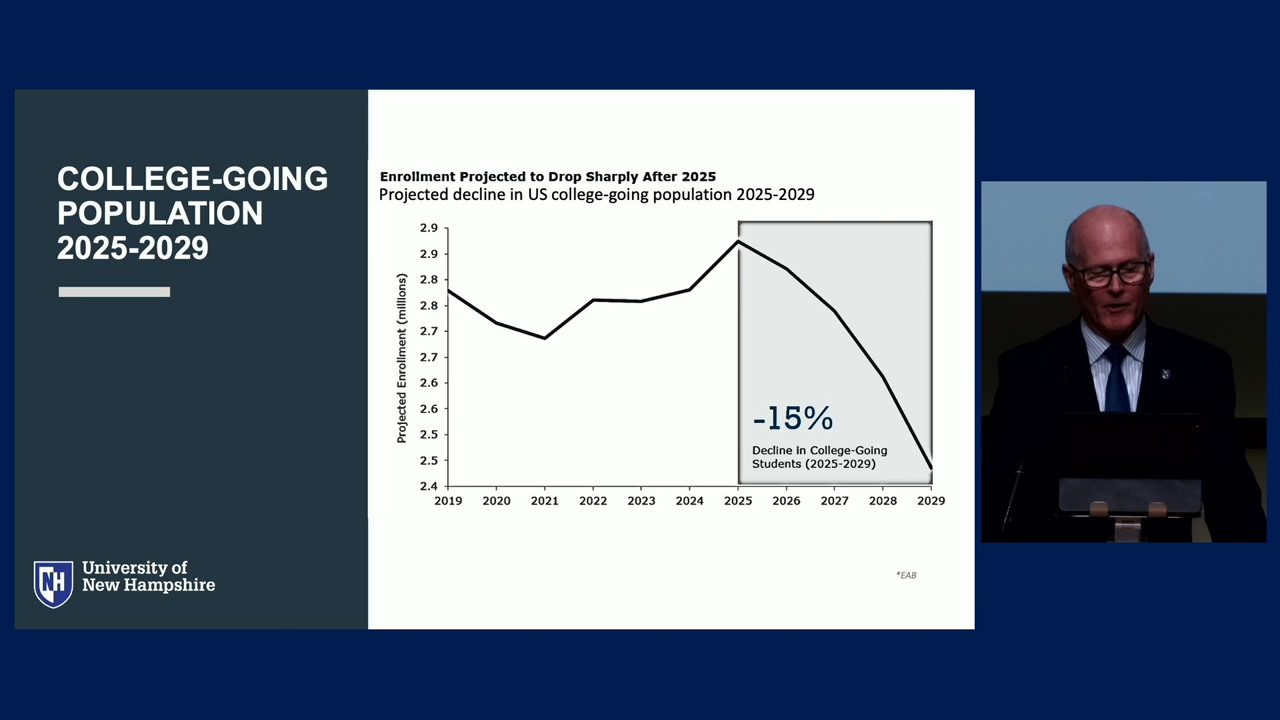 COLLEGE-GOING
POPULATION
2025-2029
University of
New Hampshire
NH
Enrollment Projected to Drop Sharply After 2025
Projected decline in US college-going population 2025-2029
Projected Enrollment (millions)
2.9
2.9
2.8
2.8
2.7
2.7
2.6
2.6
2.5
2.5
2.4
-15%
Decline In College-Going
Students (2025-2029)
2019 2020 2021 2022 2023 2024 2025 2026 2027 2028 2029
*EAB